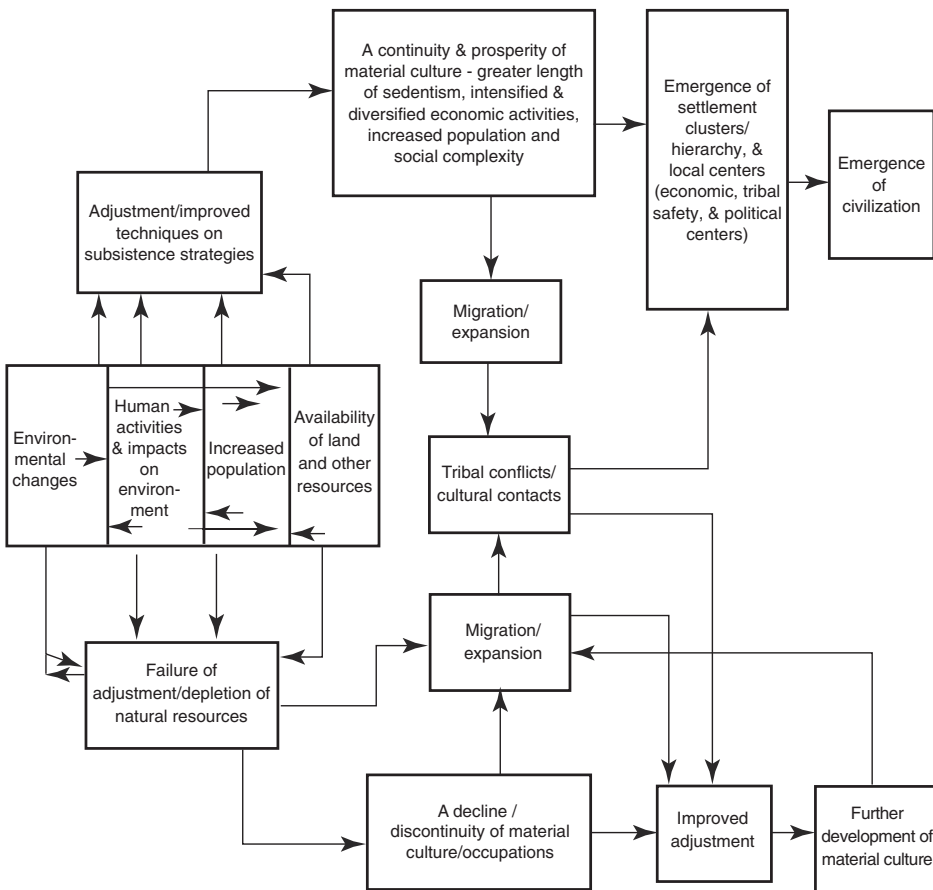 A continuity & prosperity of
material culture - greater length
of sedentism, intensified &
diversified economic activities,
increased population and
social complexity
Emergence of
settlement
clusters/
hierarchy, &
local centers
(economic, tribal
safety, & political
centers)
Emergence
of
civilization
Adjustment/improved
techniques on
subsistence strategies
Migration/
expansion
Environ-
mental
changes
Human
activities
& impacts
on
environ-
ment
Increased
population
Availability
of land
and other
resources
Tribal conflicts/
cultural contacts
Failure of
adjustment/depletion of
natural resources
Migration/
expansion
A decline /
discontinuity of material
culture/occupations
Improved
adjustment
Further
development of
material culture